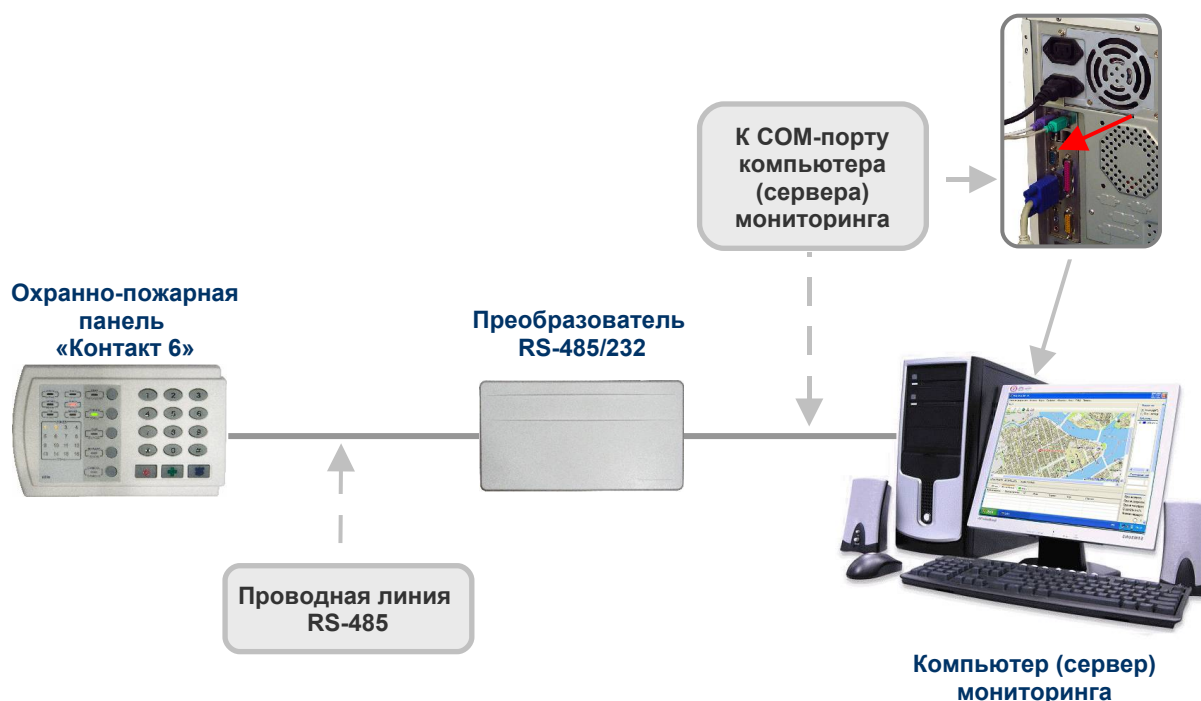 К COM-порту
компьютера
(сервера)
мониторинга
Охранно-пожарная
панель
«Контакт 6»
Преобразователь
RS-485/232
Проводная линия
RS-485
Компьютер (сервер)
мониторинга